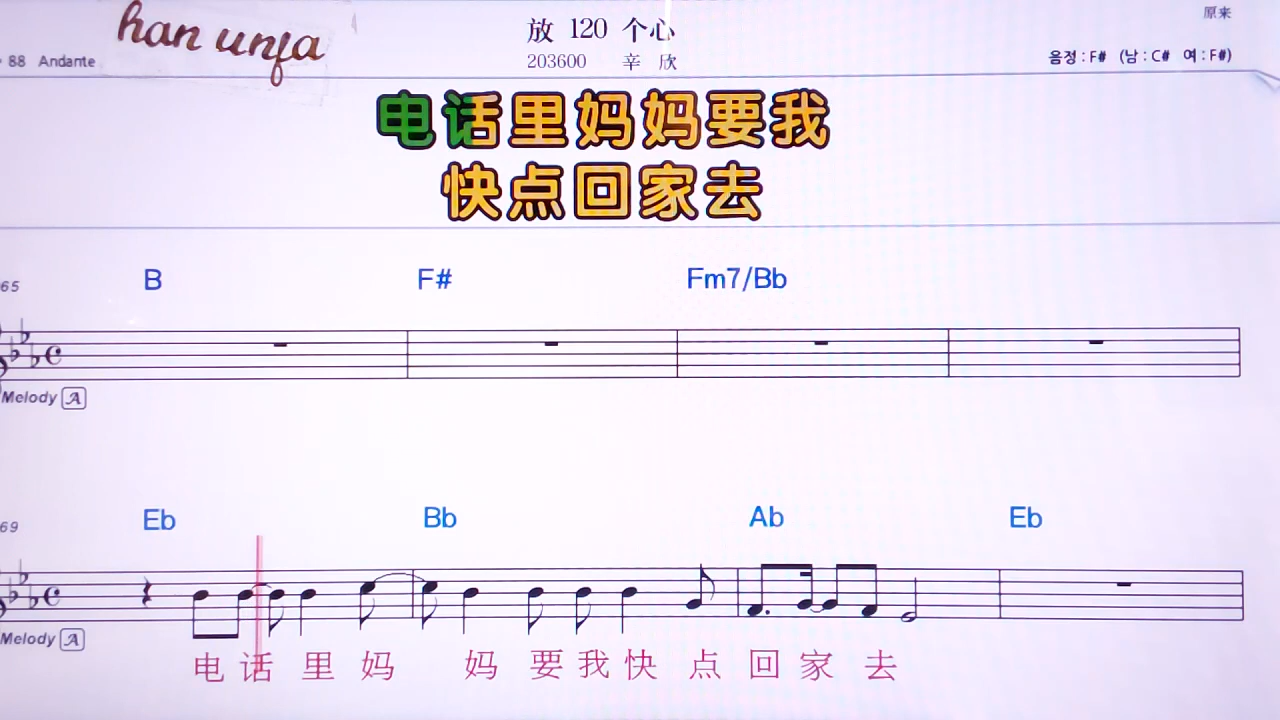 han unfa
放 120 个心
原来
88 Andante
203600 辛 欣
음정 : F# (남 : C# 여 : F#)
电话里妈妈要我
快点回家去
65
B F# Fm7/Bb
Melody A
69
Eb Bb Ab Eb
Melody A
电 话 里 妈 妈 要 我 快 点 回 家 去